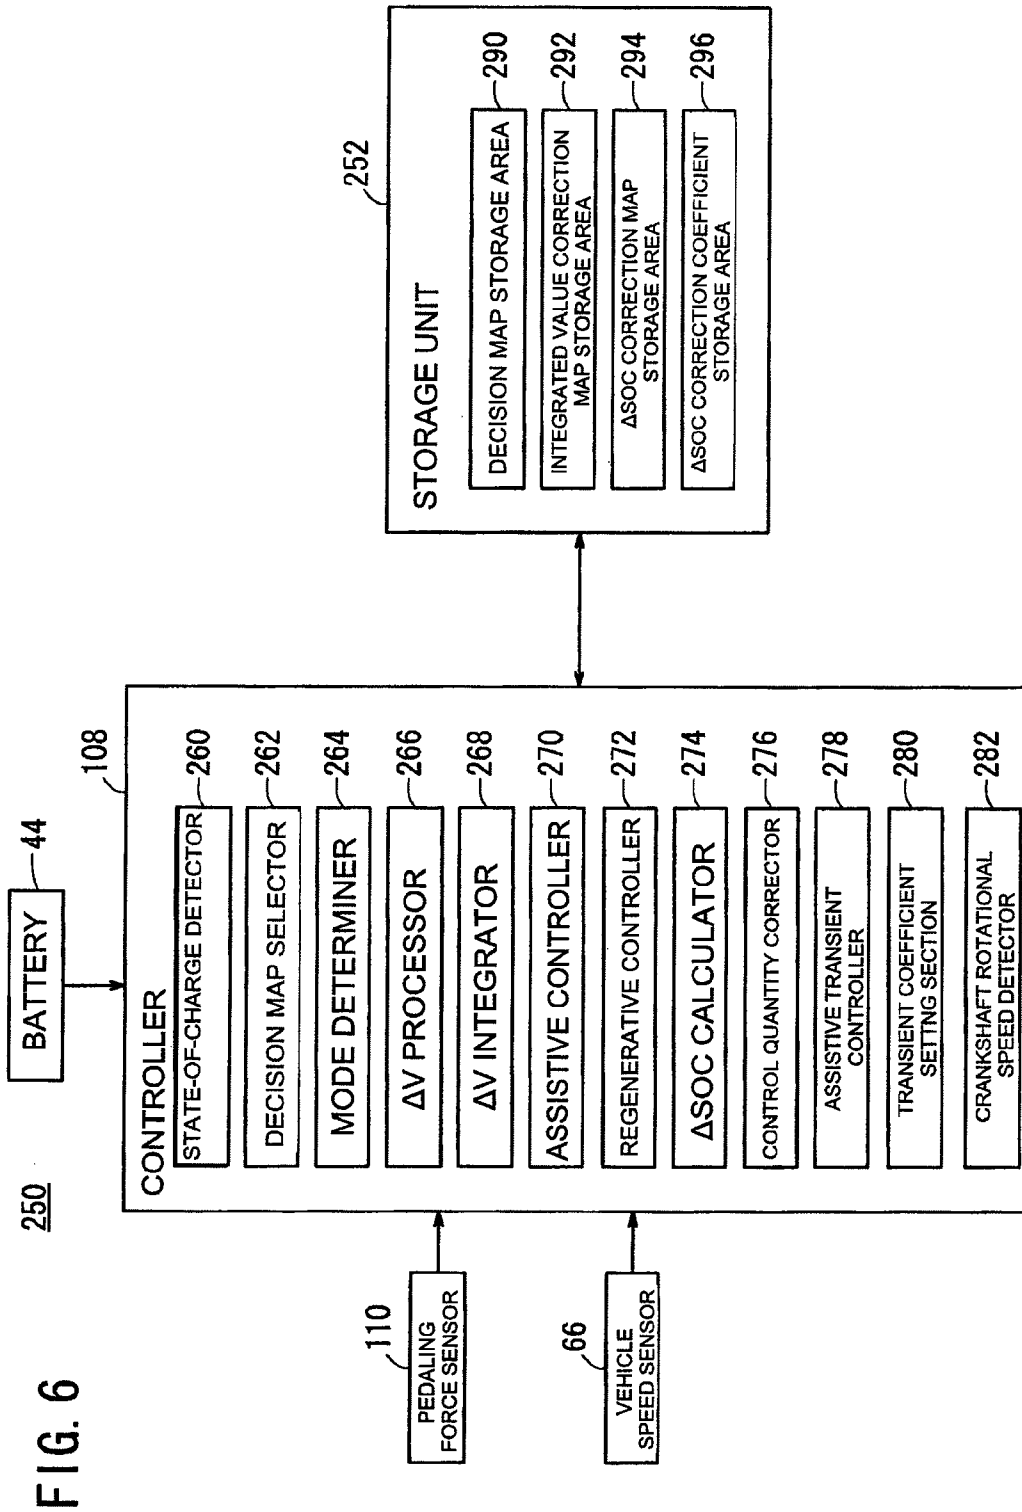 FIG. 6
250
BATTERY
44
108
CONTROLLER
STATE-OF-CHARGE DETECTOR
260
DECISION MAP SELECTOR
262
MODE DETERMINER
264
ΔV PROCESSOR
266
ΔV INTEGRATOR
268
ASSISTIVE CONTROLLER
270
REGENERATIVE CONTROLLER
272
ΔSOC CALCULATOR
274
CONTROL QUANTITY CORRECTOR
276
ASSISTIVE TRANSIENT
CONTROLLER
278
TRANSIENT COEFFICIENT
SETTNG SECTION
280
CRANKSHAFT ROTATIONAL
SPEED DETECTOR
282
110
PEDALING
FORCE SENSOR
66
VEHICLE
SPEED SENSOR
252
STORAGE UNIT
DECISION MAP STORAGE AREA
290
INTEGRATED VALUE CORRECTION
MAP STORAGE AREA
292
ΔSOC CORRECTION MAP
STORAGE AREA
294
ΔSOC CORRECTION COEFFICIENT
STORAGE AREA
296